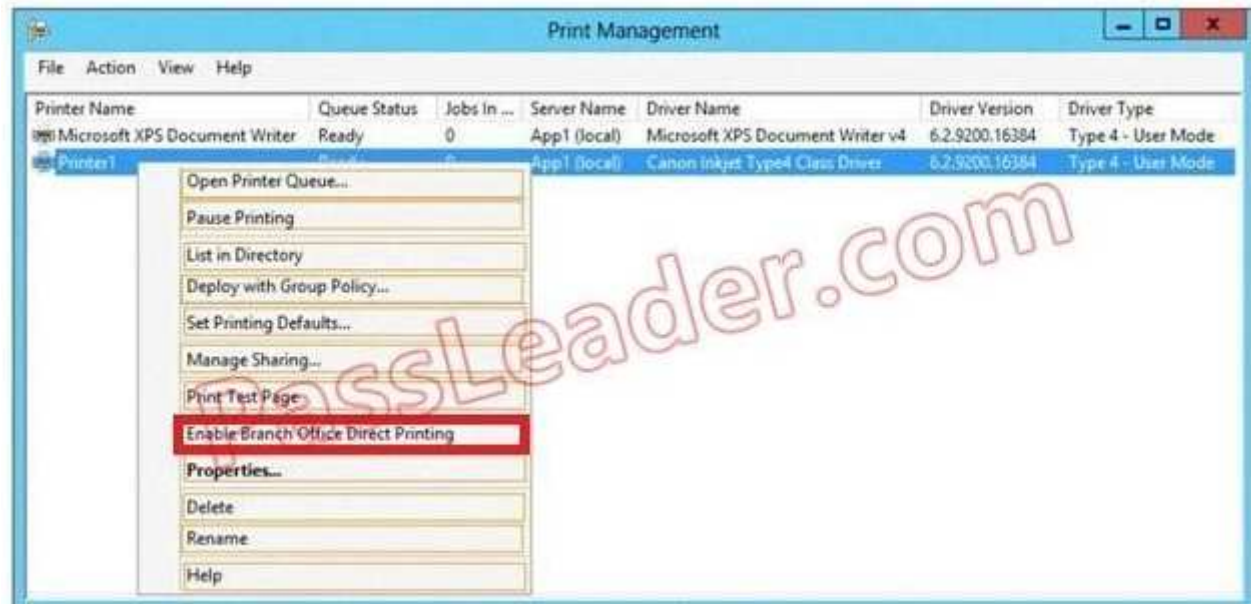 Print Management
File Action View Help
Printer Name Queue Status Jobs In ... Server Name Driver Name Driver Version Driver Type
Microsoft XPS Document Writer Ready 0 App1 (local) Microsoft XPS Document Writer v4 6.2.9200.16384 Type 4 - User Mode
Printer1 Ready 0 App1 (local) Canon Inkjet Type4 Class Driver 6.2.9200.16384 Type 4 - User Mode
Open Printer Queue...
Pause Printing
List in Directory
Deploy with Group Policy...
Set Printing Defaults...
Manage Sharing...
Print Test Page
Enable Branch Office Direct Printing
Properties...
Delete
Rename
Help
PassLeader.com